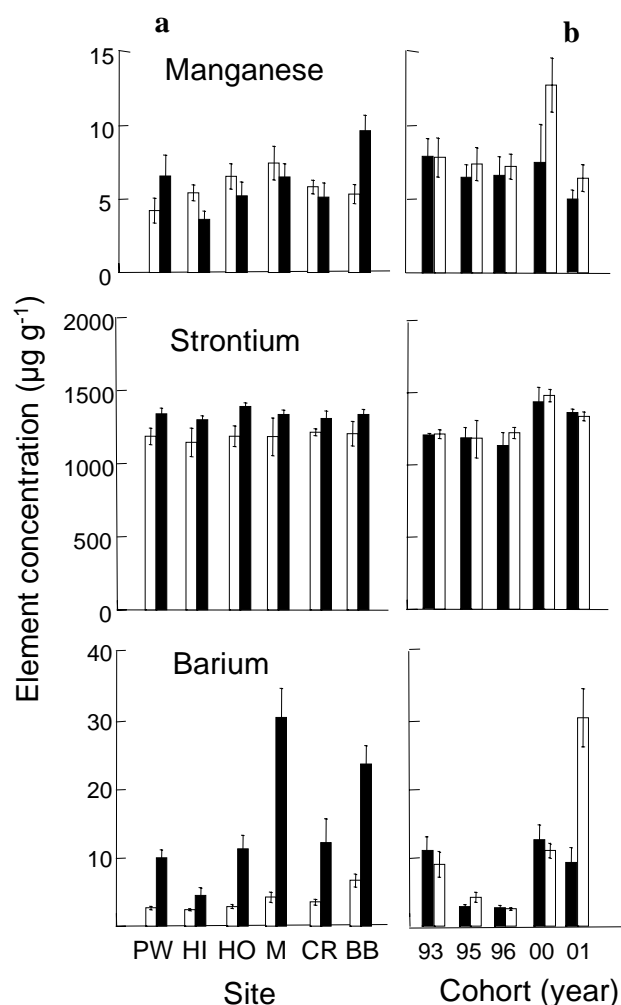 a
b
Manganese
15
10
5
0
Element concentration (µg g-1)
Strontium
2000
1500
1000
500
0
Barium
40
30
20
10
PW HI HO M CR BB
93 95 96 00 01
Site
Cohort (year)